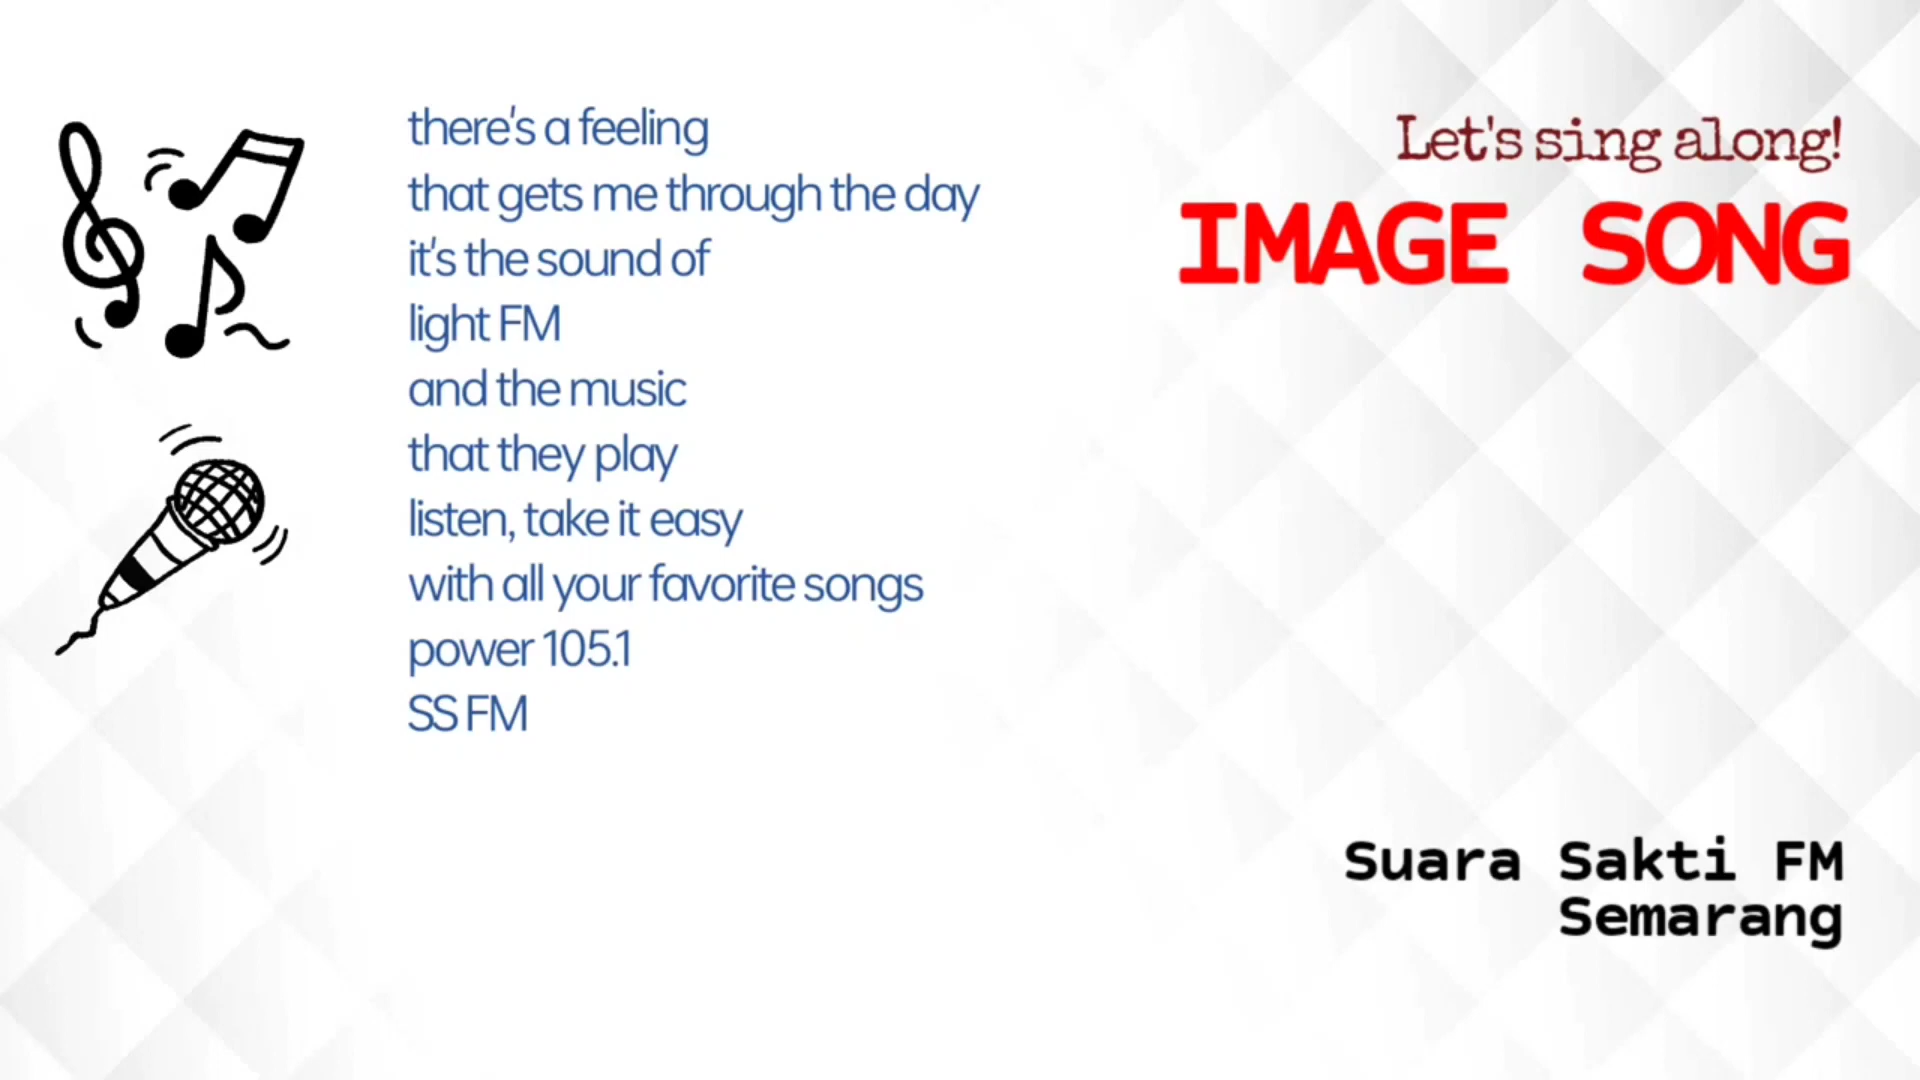 there's a feeling
that gets me through the day
it's the sound of
light FM
and the music
that they play
listen, take it easy
with all your favorite songs
power 105.1
SS FM
Let's sing along!
IMAGE SONG
Suara Sakti FM
Semarang